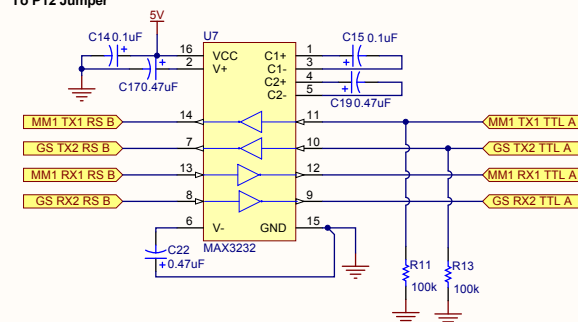 To P12 Jumper
5V
U7
C14 0.1uF
C15 0.1uF
16 VCC C1+ 1
2 V+ C1- 3
C2+ 4
C2- 5
C17 0.47uF
C19 0.47uF
MM1 TX1 RS B 14 11 MM1 TX1 TTL A
GS TX2 RS B 7 10 GS TX2 TTL A
MM1 RX1 RS B 13 12 MM1 RX1 TTL A
GS RX2 RS B 8 9 GS RX2 TTL A
6 V- GND 15
MAX3232
C22
0.47uF
R11 R13
100k 100k